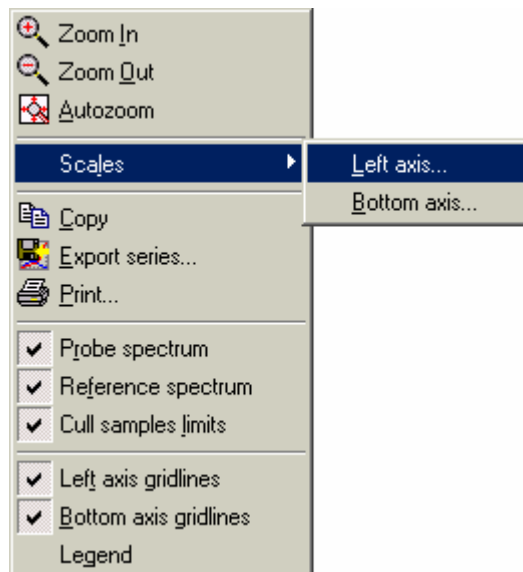 Zoom In
Zoom Out
Autozoom
Scales
Left axis...
Bottom axis...
Copy
Export series...
Print...
Probe spectrum
Reference spectrum
Cull samples limits
Left axis gridlines
Bottom axis gridlines
Legend